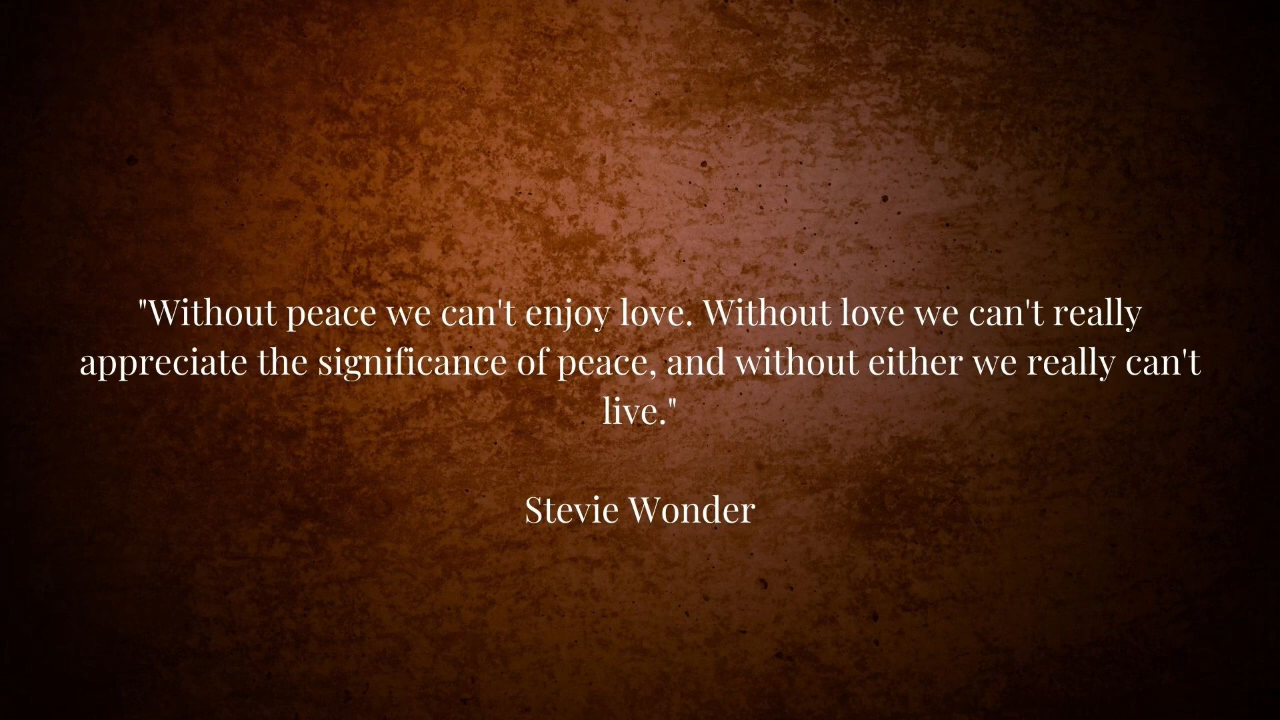 "Without peace we can't enjoy love. Without love we can't really
appreciate the significance of peace, and without either we really can't
live."
Stevie Wonder